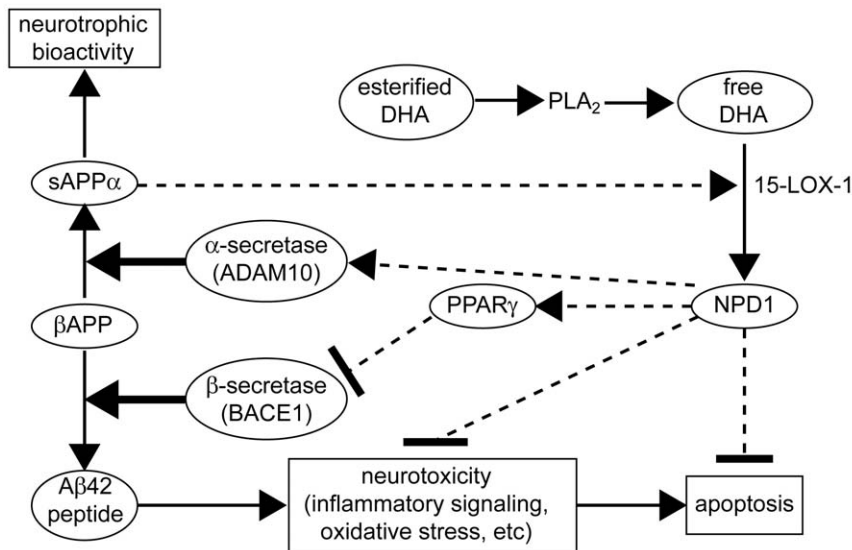 neurotrophic
bioactivity
esterified
DHA
PLA₂
free
DHA
sAPPα
15-LOX-1
α-secretase
(ADAM10)
PPARγ
NPD1
βAPP
β-secretase
(BACE1)
Aβ42
peptide
neurotoxicity
(inflammatory signaling,
oxidative stress, etc)
apoptosis